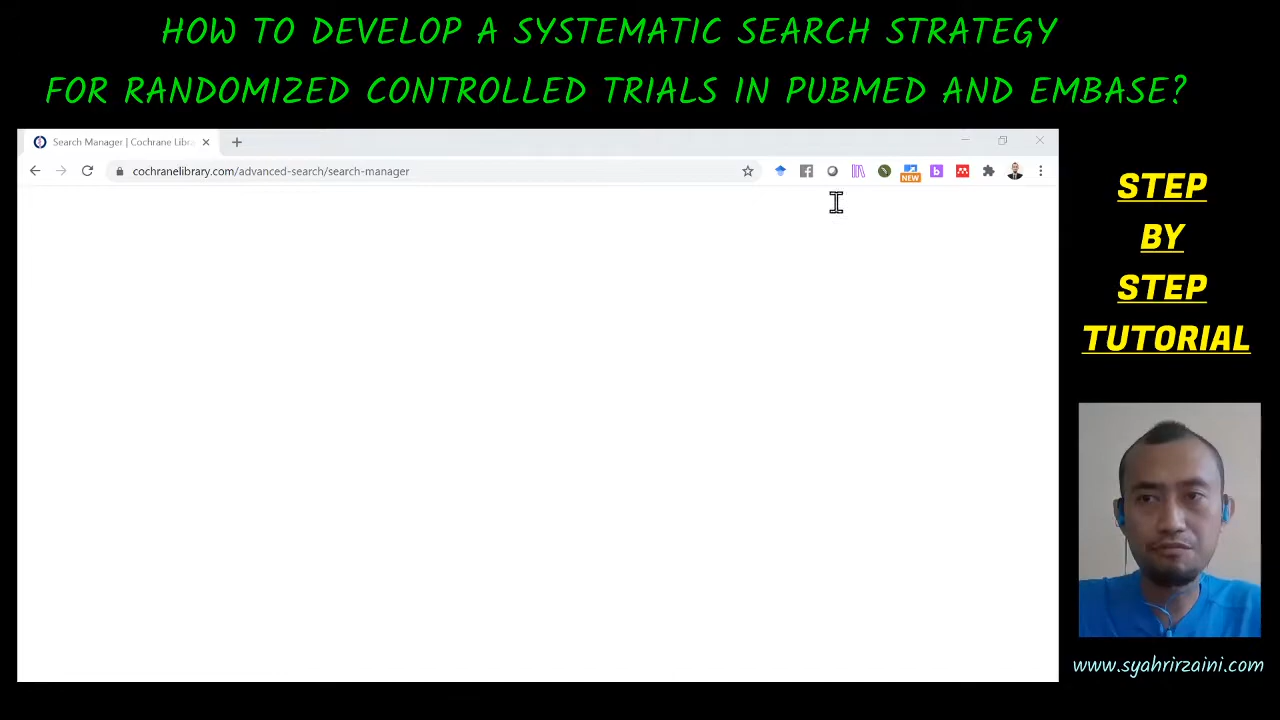 HOW TO DEVELOP A SYSTEMATIC SEARCH STRATEGY
FOR RANDOMIZED CONTROLLED TRIALS IN PUBMED AND EMBASE?
Search Manager | Cochrane Libra
cochranelibrary.com/advanced-search/search-manager
NEW
b
STEP
BY
STEP
TUTORIAL
www.syahrirzaini.com